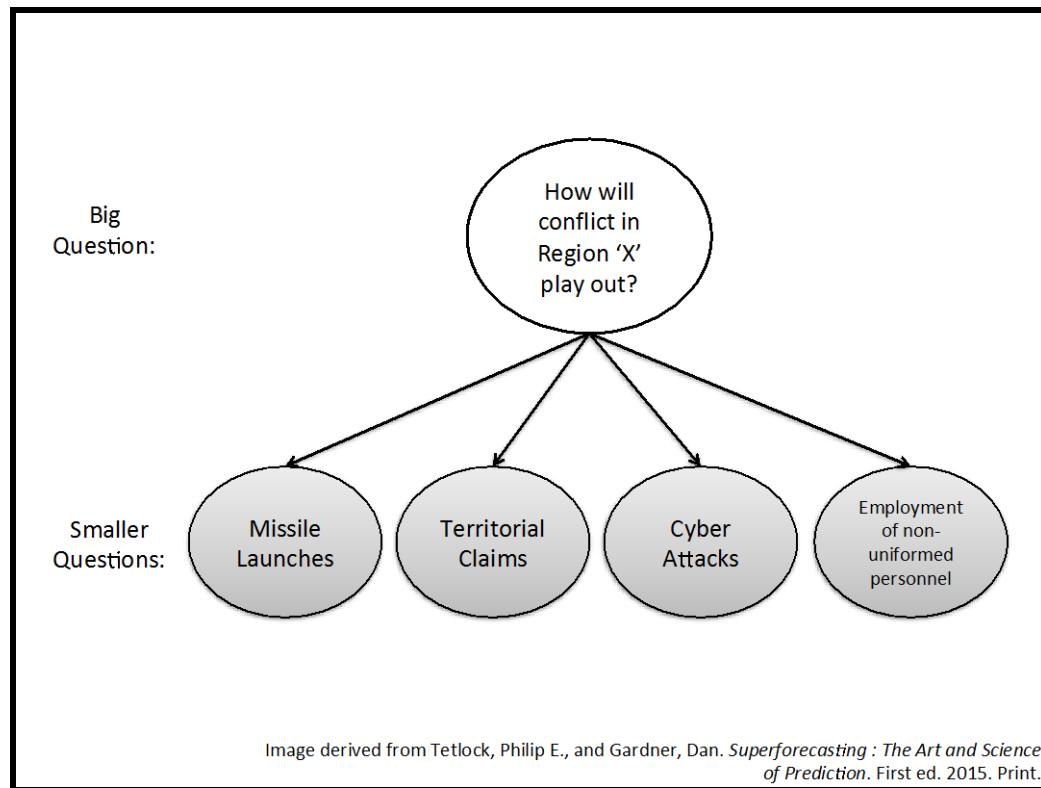 How will
conflict in
Region ‘X’
play out?
Big
Question:
Smaller
Questions:
Missile
Launches
Territorial
Claims
Cyber
Attacks
Employment
of non-
uniformed
personnel
Image derived from Tetlock, Philip E., and Gardner, Dan. Superforecasting : The Art and Science
of Prediction. First ed. 2015. Print.